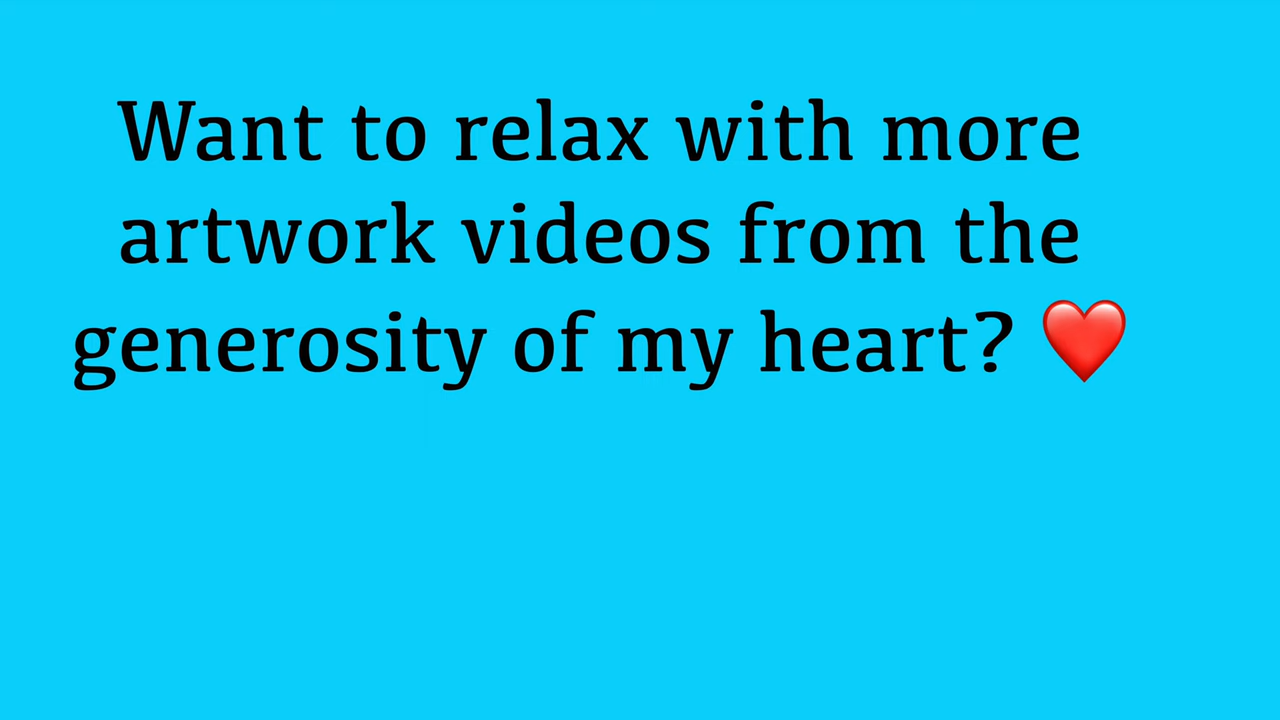 Want to relax with more
artwork videos from the
generosity of my heart? ❤️